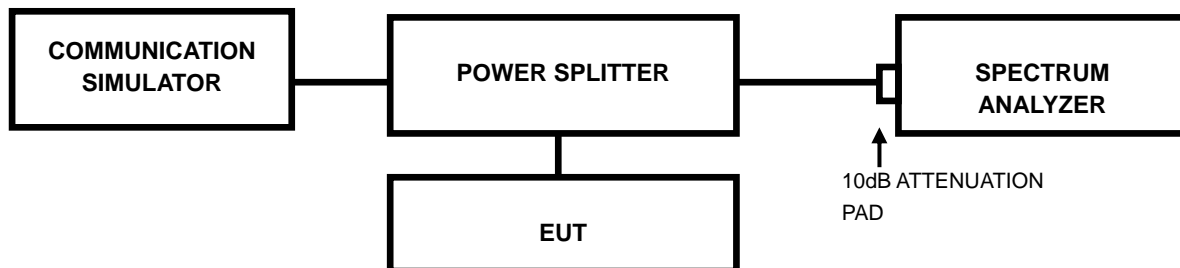 COMMUNICATION
SIMULATOR
POWER SPLITTER
SPECTRUM
ANALYZER
10dB ATTENUATION
PAD
EUT